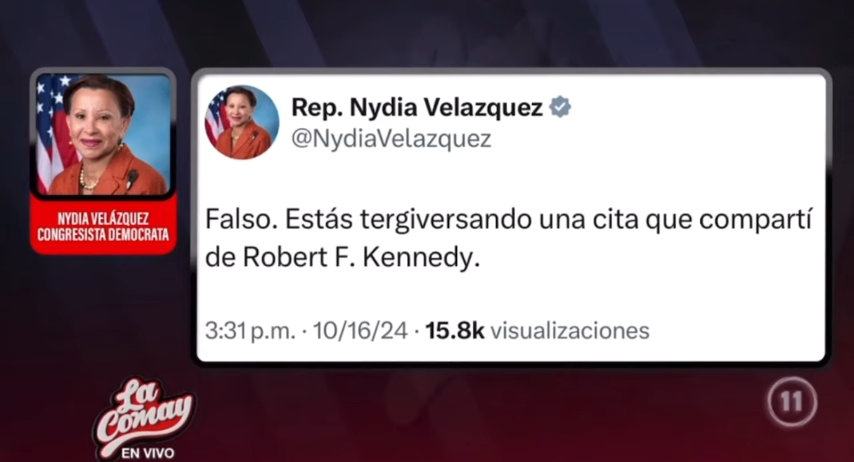 Rep. Nydia Velazquez
@NydiaVelazquez
NYDIA VELÁZQUEZ
CONGRESISTA DEMOCRATA
Falso. Estás tergiversando una cita que compartí
de Robert F. Kennedy.
3:31 p.m. · 10/16/24 · 15.8k visualizaciones
La
Comay
EN VIVO
11